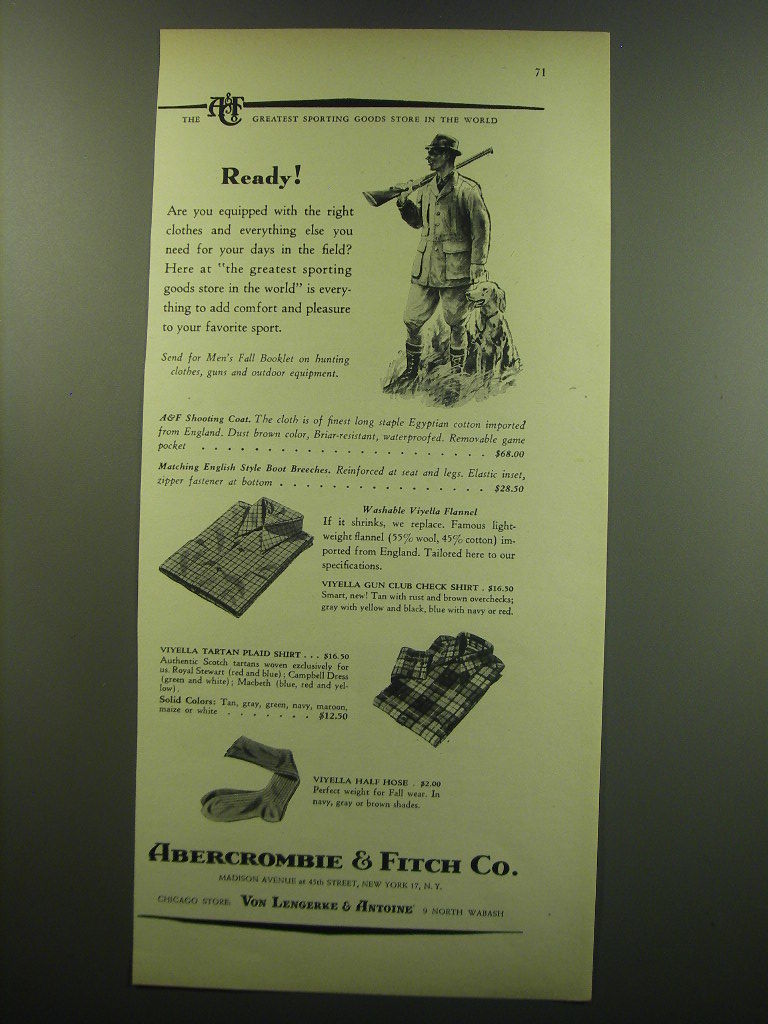 71
THE A&F Co GREATEST SPORTING GOODS STORE IN THE WORLD
Ready!
Are you equipped with the right
clothes and everything else you
need for your days in the field?
Here at "the greatest sporting
goods store in the world" is every-
thing to add comfort and pleasure
to your favorite sport.
Send for Men's Fall Booklet on hunting
clothes, guns and outdoor equipment.
A&F Shooting Coat. The cloth is of finest long staple Egyptian cotton imported
from England. Dust brown color, Briar-resistant, waterproofed. Removable game
pocket . . . . . . . . . . . . . . . . . . . . . $68.00
Matching English Style Boot Breeches. Reinforced at seat and legs. Elastic inset,
zipper fastener at bottom . . . . . . . . . . . . . . . $28.50
Washable Viyella Flannel
If it shrinks, we replace. Famous light-
weight flannel (55% wool, 45% cotton) im-
ported from England. Tailored here to our
specifications.
VIYELLA GUN CLUB CHECK SHIRT . $16.50
Smart, new! Tan with rust and brown overchecks;
gray with yellow and black, blue with navy or red.
VIYELLA TARTAN PLAID SHIRT . . . $16.50
Authentic Scotch tartans woven exclusively for
us. Royal Stewart (red and blue); Campbell Dress
(green and white); Macbeth (blue, red and yel-
low).
Solid Colors: Tan, gray, green, navy, maroon,
maize or white . . . . . . . $12.50
VIYELLA HALF HOSE . $2.00
Perfect weight for Fall wear. In
navy, gray or brown shades.
ABERCROMBIE & FITCH CO.
MADISON AVENUE at 45th STREET, NEW YORK 17, N. Y.
CHICAGO STORE: VON LENGERKE & ANTOINE 9 NORTH WABASH